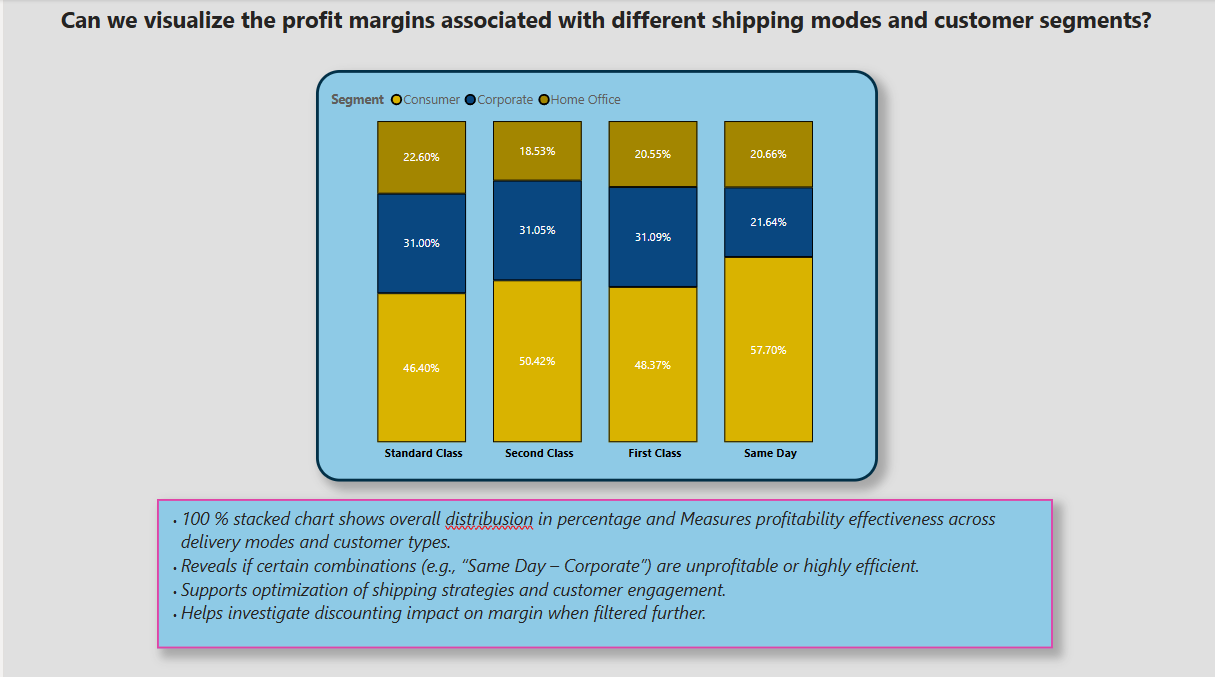 Can we visualize the profit margins associated with different shipping modes and customer segments?
Segment Consumer Corporate Home Office
22.60% 18.53% 20.55% 20.66%
31.00% 31.05% 31.09% 21.64%
46.40% 50.42% 48.37% 57.70%
Standard Class Second Class First Class Same Day
• 100 % stacked chart shows overall distribusion in percentage and Measures profitability effectiveness across
delivery modes and customer types.
• Reveals if certain combinations (e.g., “Same Day – Corporate”) are unprofitable or highly efficient.
• Supports optimization of shipping strategies and customer engagement.
• Helps investigate discounting impact on margin when filtered further.